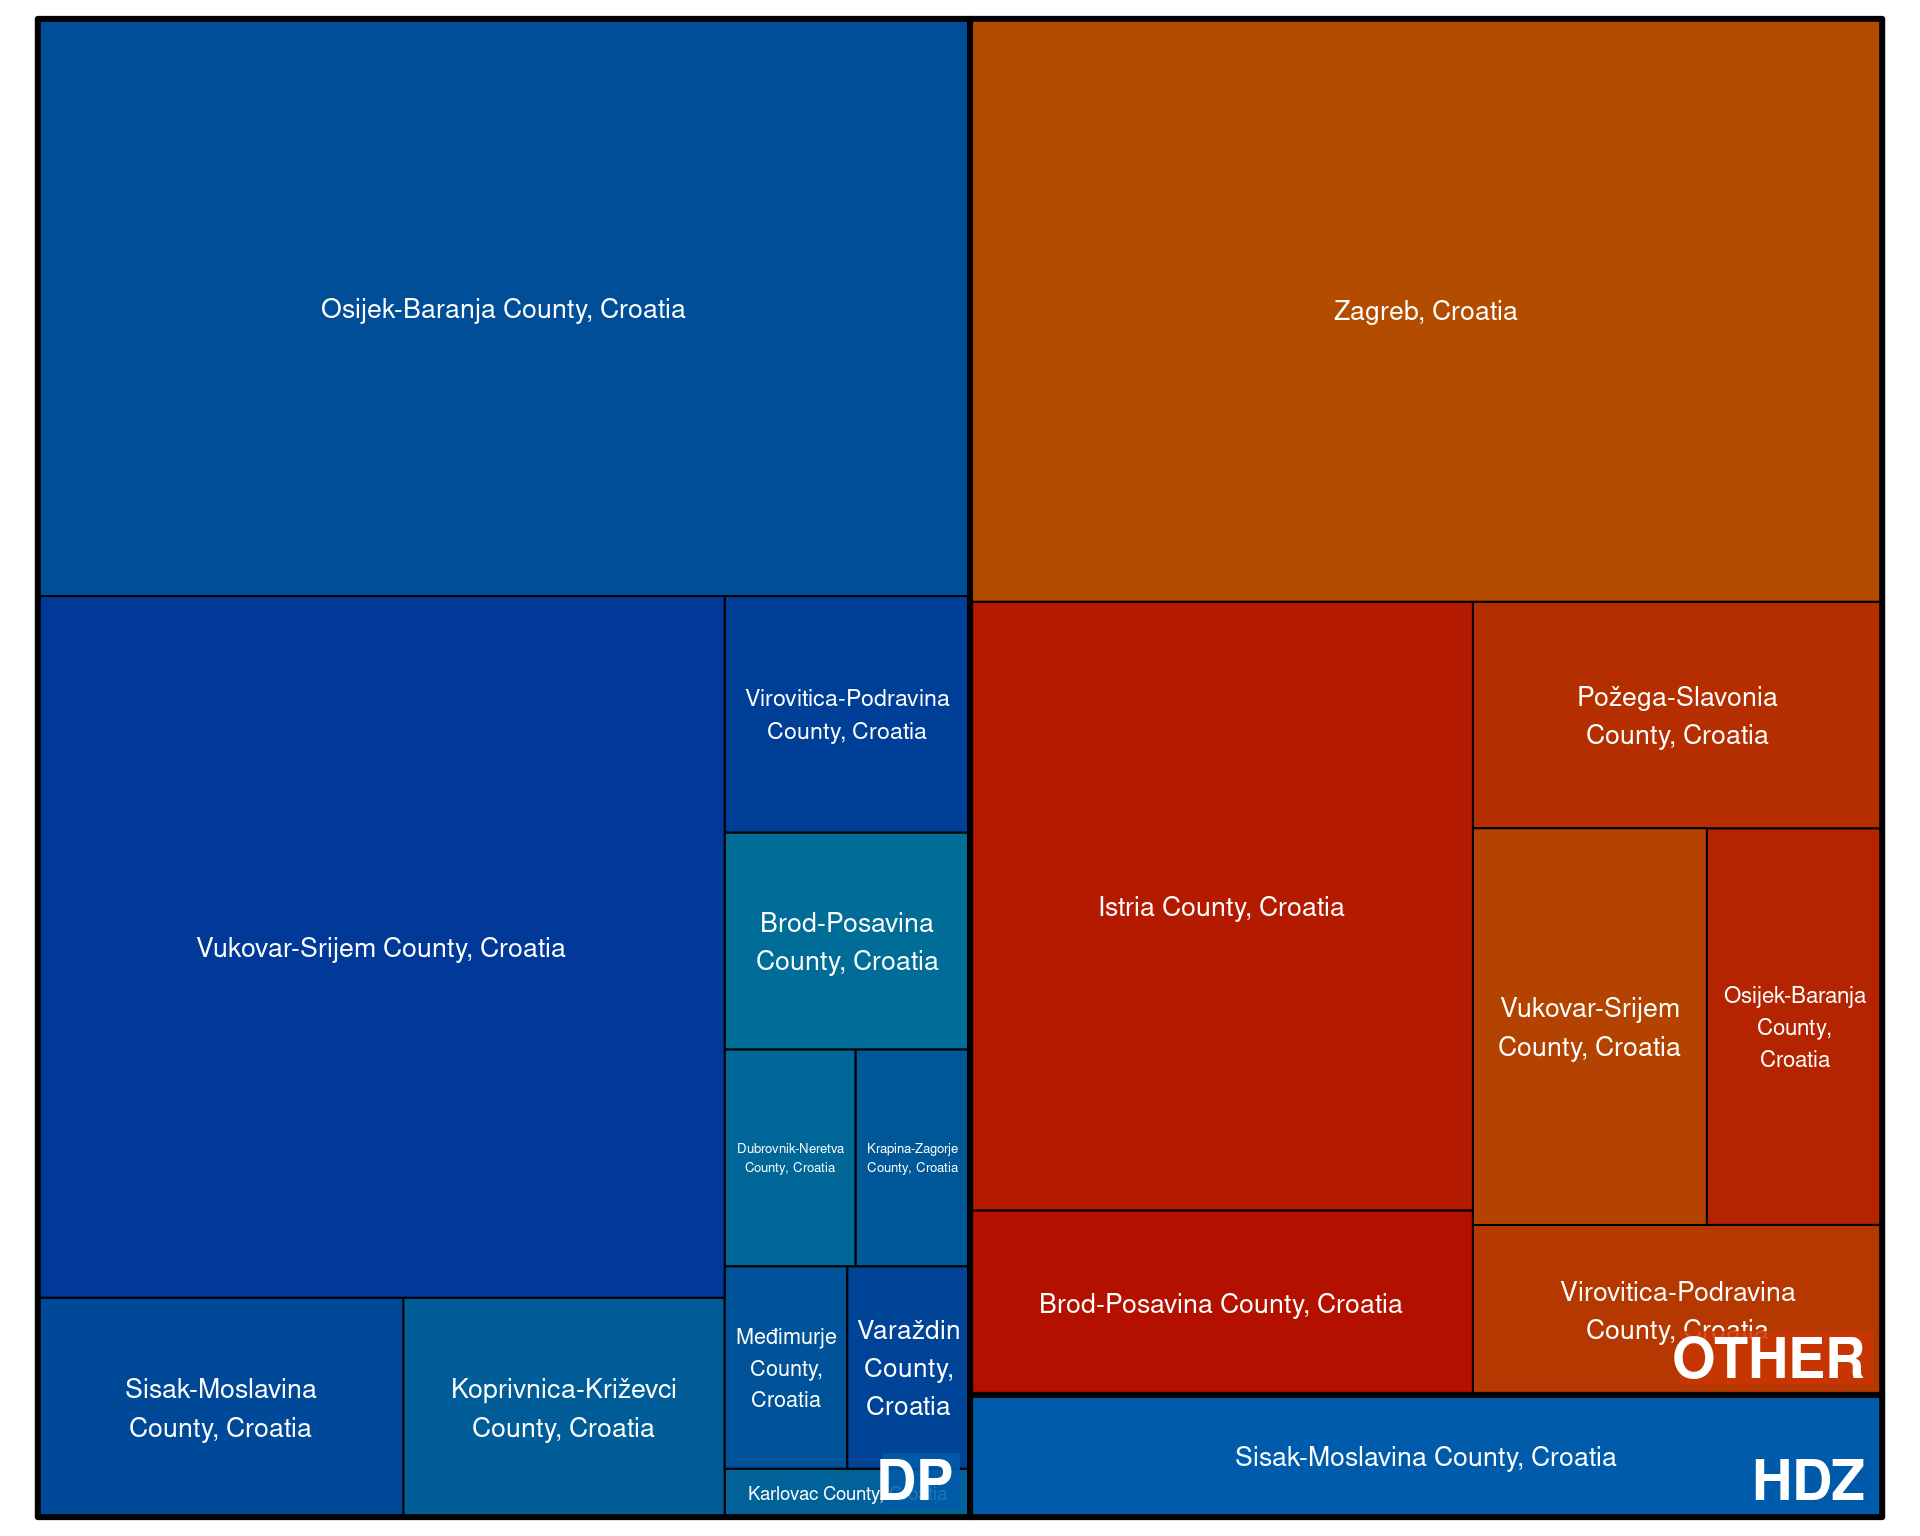 Osijek-Baranja County, Croatia
Vukovar-Srijem County, Croatia
Virovitica-Podravina
County, Croatia
Brod-Posavina
County, Croatia
Dubrovnik-Neretva
County, Croatia
Krapina-Zagorje
County, Croatia
Međimurje
County,
Croatia
Varaždin
County,
Croatia
Sisak-Moslavina
County, Croatia
Koprivnica-Križevci
County, Croatia
Karlovac County, Croatia
DP
Zagreb, Croatia
Istria County, Croatia
Požega-Slavonia
County, Croatia
Vukovar-Srijem
County, Croatia
Osijek-Baranja
County,
Croatia
Brod-Posavina County, Croatia
Virovitica-Podravina
County, Croatia
OTHER
Sisak-Moslavina County, Croatia
HDZ